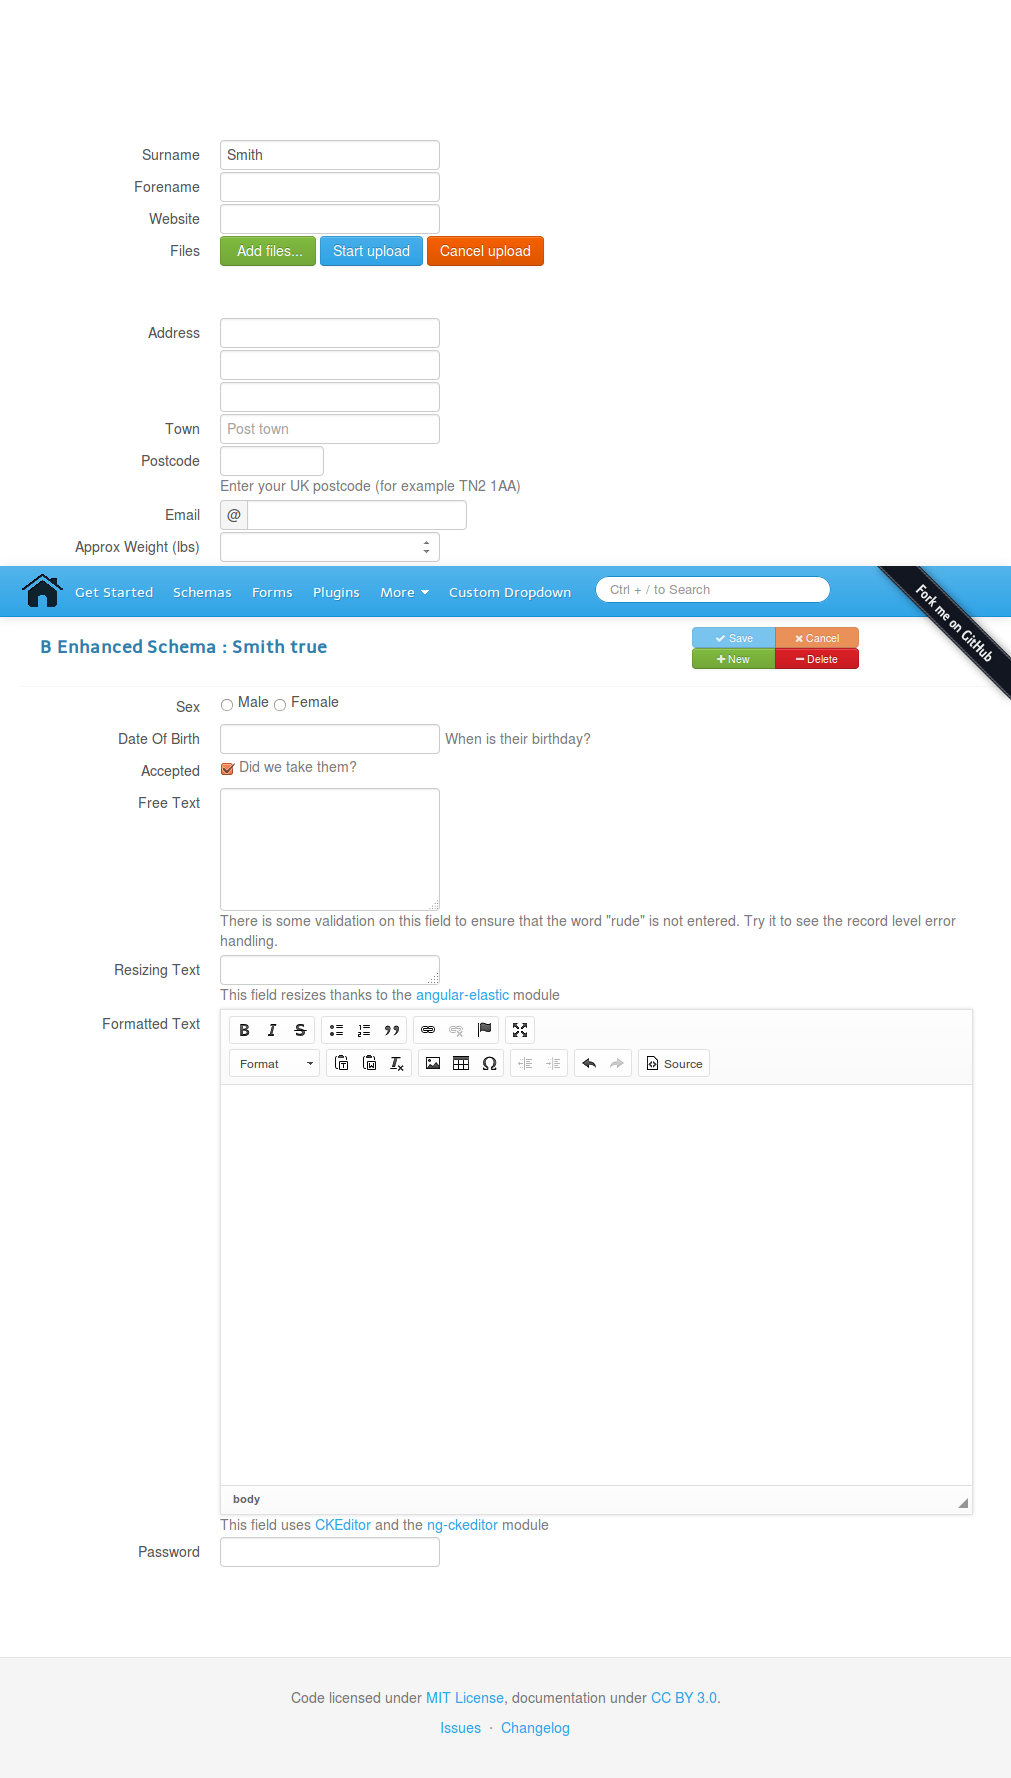 Surname Smith
Forename
Website
Files Add files... Start upload Cancel upload
Address
Town Post town
Postcode
Enter your UK postcode (for example TN2 1AA)
Email @
Approx Weight (lbs)
Get Started Schemas Forms Plugins More Custom Dropdown Ctrl + / to Search
Fork me on GitHub
B Enhanced Schema : Smith true
Save Cancel
New Delete
Sex Male Female
Date Of Birth When is their birthday?
Accepted Did we take them?
Free Text
There is some validation on this field to ensure that the word "rude" is not entered. Try it to see the record level error
handling.
Resizing Text
This field resizes thanks to the angular-elastic module
Formatted Text
Format Source
body
This field uses CKEditor and the ng-ckeditor module
Password
Code licensed under MIT License, documentation under CC BY 3.0.
Issues · Changelog